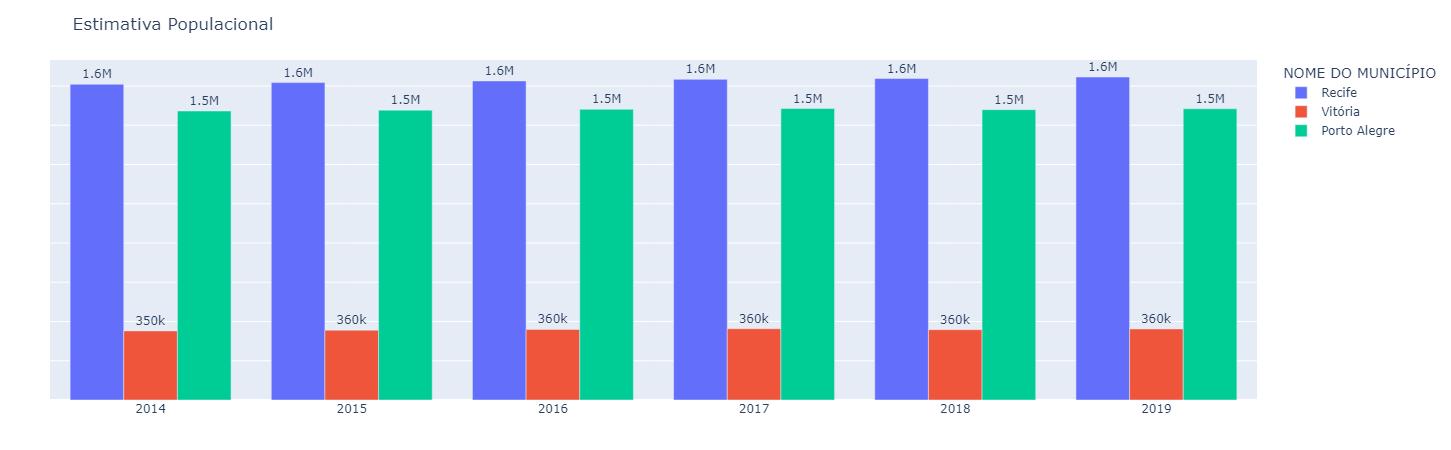 Estimativa Populacional
NOME DO MUNICÍPIO
Recife
Vitória
Porto Alegre
1.6M
350k
1.5M
1.6M
360k
1.5M
1.6M
360k
1.5M
1.6M
360k
1.5M
1.6M
360k
1.5M
1.6M
360k
1.5M
2014
2015
2016
2017
2018
2019